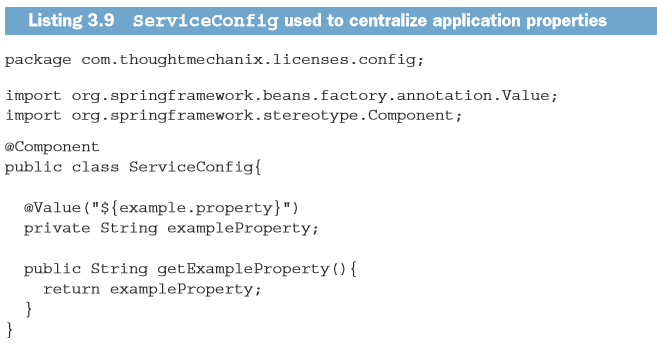 Listing 3.9 ServiceConfig used to centralize application properties
package com.thoughtmechanix.licenses.config;
import org.springframework.beans.factory.annotation.Value;
import org.springframework.stereotype.Component;
@Component
public class ServiceConfig{
@Value("${example.property}")
private String exampleProperty;
public String getExampleProperty(){
return exampleProperty;
}
}